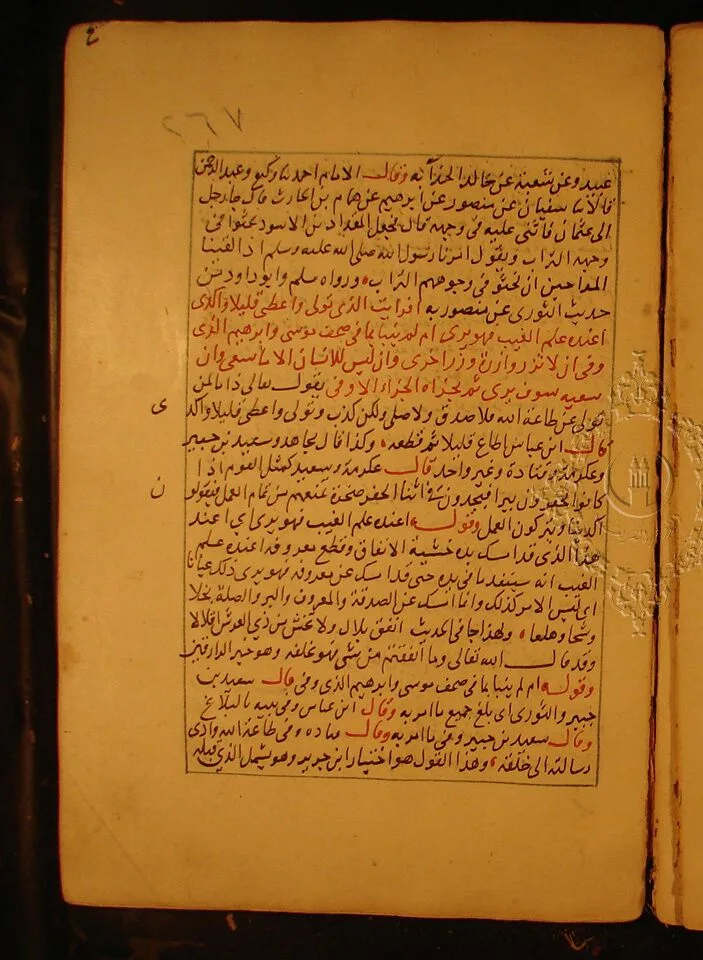 ٢٦٧
عبيد وعن شعبة عن خالد الحذاء به وقال الامام احمد ثنا وكيع وعبد الرحمن
قالا ثنا سفيان عن منصور عن ابرهيم عن همام بن الحارث قال جاء رجل
الى عثمان فاثنى عليه في وجهه قال فجعل المقداد بن الاسود يحثوا في
وجهه التراب ويقول امرنا رسول الله صلى الله عليه وسلم اذا لقينا
المداحين ان نحثو في وجوههم التراب ورواه مسلم وابو داود من
حديث الثوري عن منصور به افرايت الذي تولى واعطى قليلا واكدى
اعنده علم الغيب فهو يرى ام لم ينبا بما في صحف موسى وابرهيم الذي
وفى ان لا تزر وازرة وزر اخرى وان ليس للانسان الا ما سعى وان
سعيه سوف يرى ثم يجزاه الجزاء الاوفى يقول تعالى ذاما لمن
تولى عن طاعة الله فلا صدق ولا صلى ولكن كذب وتولى واعطى قليلا واكدى
قال ابن عباس اطاع قليلا ثم قطعه وكذا قال مجاهد وسعيد بن جبير
وعكرمة وقتادة وغير واحد قال عكرمة وسعيد كمثل القوم اذا
كانوا يحفرون بيرا فيجدون في اثنا الحفر صخرة تمنعهم من تمام العمل فيقولون
اكدينا ويتركون العمل وقوله اعنده علم الغيب فهو يرى اي اعند
هذا الذي قد امسك يده خشية الانفاق وقطع معروفه اعنده علم
الغيب انه سينفد ما في يده حتى قد امسك عن معروفه فهو يرى ذلك عيانا
اي ليس الامر كذلك وانما امسك عن الصدقة والمعروف والبر والصلة بخلا
وشحا وهلعا ولهذا جا في الحديث انفق بلال ولا تخش من ذي العرش اقلالا
وقد قال الله تعالى وما انفقتم من شي فهو يخلفه وهو خير الرازقين
وقوله ام لم ينبا بما في صحف موسى وابرهيم الذي وفى قال سعيد بن
جبير والثوري اي بلغ جميع ما امر به وقال ابن عباس وفى لله بالبلاغ
وقال سعيد بن جبير وفى ما امر به وقال قتاده وفى طاعة الله وادى
رسالته الى خلقه وهذا القول هو اختيار ابن جرير وهو يشمل الذي قبله